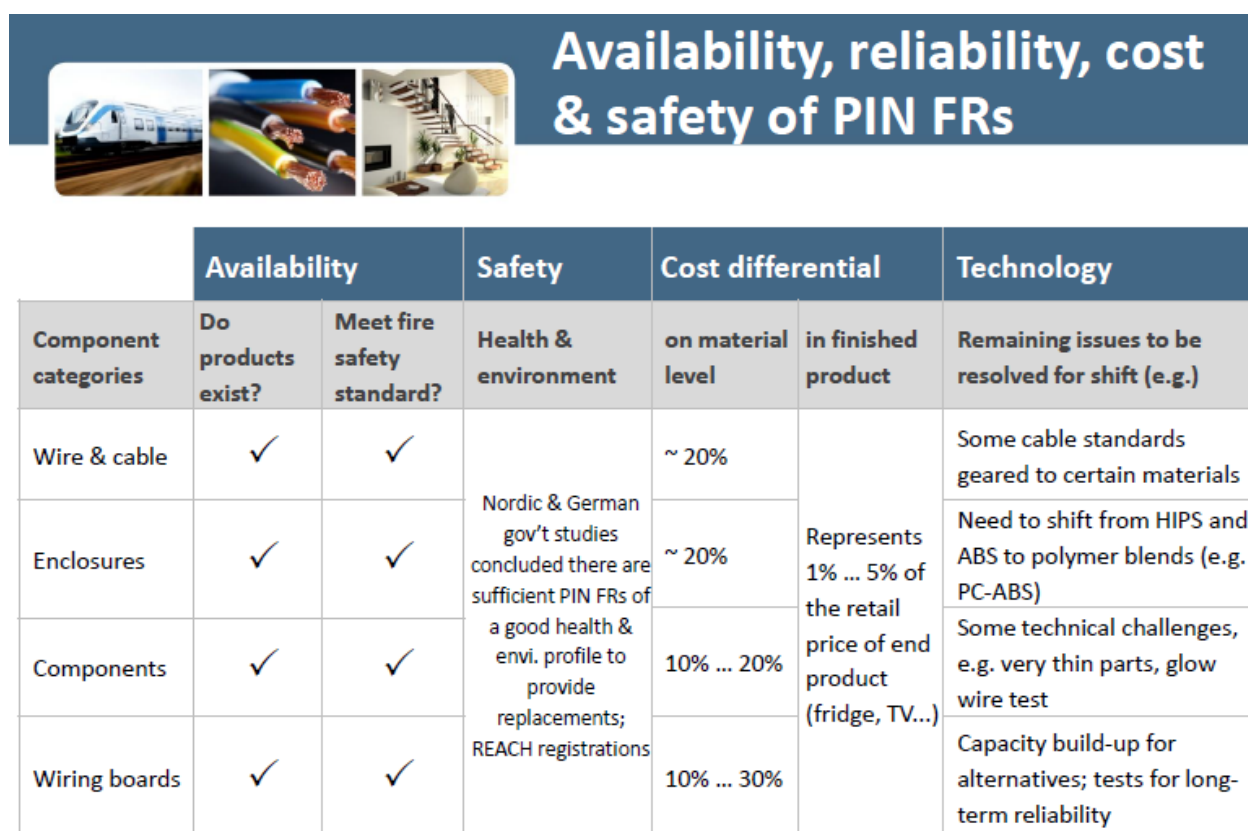 Availability, reliability, cost
& safety of PIN FRs
Availability
Safety
Cost differential
Technology
Component
categories
Do
products
exist?
Meet fire
safety
standard?
Health &
environment
on material
level
in finished
product
Remaining issues to be
resolved for shift (e.g.)
Wire & cable
✓
✓
~ 20%
Some cable standards
geared to certain materials
Enclosures
✓
✓
~ 20%
Need to shift from HIPS and
ABS to polymer blends (e.g.
PC-ABS)
Components
✓
✓
10% ... 20%
Some technical challenges,
e.g. very thin parts, glow
wire test
Wiring boards
✓
✓
10% ... 30%
Capacity build-up for
alternatives; tests for long-
term reliability
Nordic & German
gov't studies
concluded there are
sufficient PIN FRs of
a good health &
envi. profile to
provide
replacements;
REACH registrations
Represents
1% ... 5% of
the retail
price of end
product
(fridge, TV...)